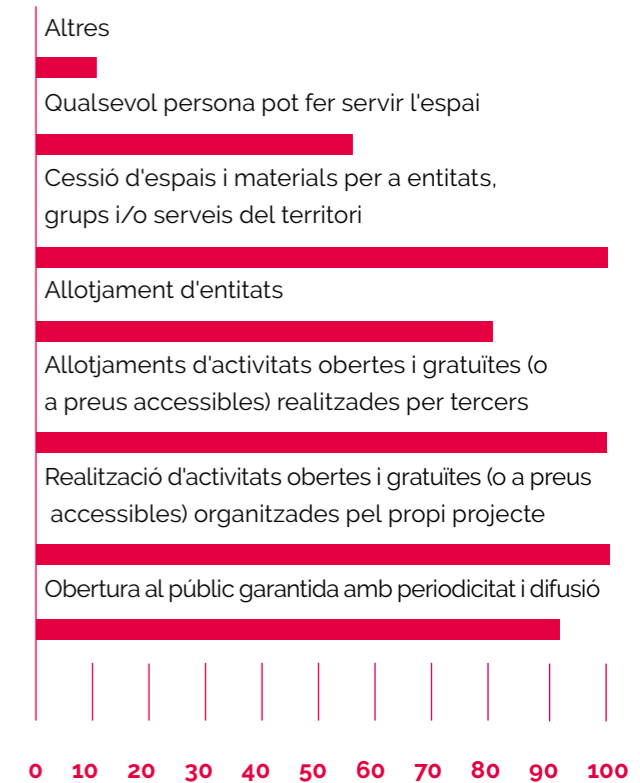 Altres
Qualsevol persona pot fer servir l'espai
Cessió d'espais i materials per a entitats,
grups i/o serveis del territori
Allotjament d'entitats
Allotjaments d'activitats obertes i gratuïtes (o
a preus accessibles) realitzades per tercers
Realització d'activitats obertes i gratuïtes (o a preus
accessibles) organitzades pel propi projecte
Obertura al públic garantida amb periodicitat i difusió
0 10 20 30 40 50 60 70 80 90 100